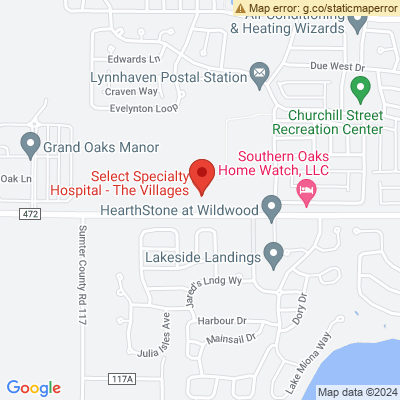 Map error: g.co/staticmaperror
Air Conditioning
& Heating Wizards
Edwards Ln
Due West Dr
Lynnhaven Postal Station
Craven Way
Evelynton Loop
Churchill Street
Recreation Center
Grand Oaks Manor
Southern Oaks
Home Watch, LLC
Select Specialty
Hospital - The Villages
Oak Ln
472
HearthStone at Wildwood
Sumter County Rd 117
Lakeside Landings
Jared's Lndg Wy
Dory Dr
Harbour Dr
Mainsail Dr
Julia Isles Ave
Lake Miona Way
117A
Google
Map data ©2024